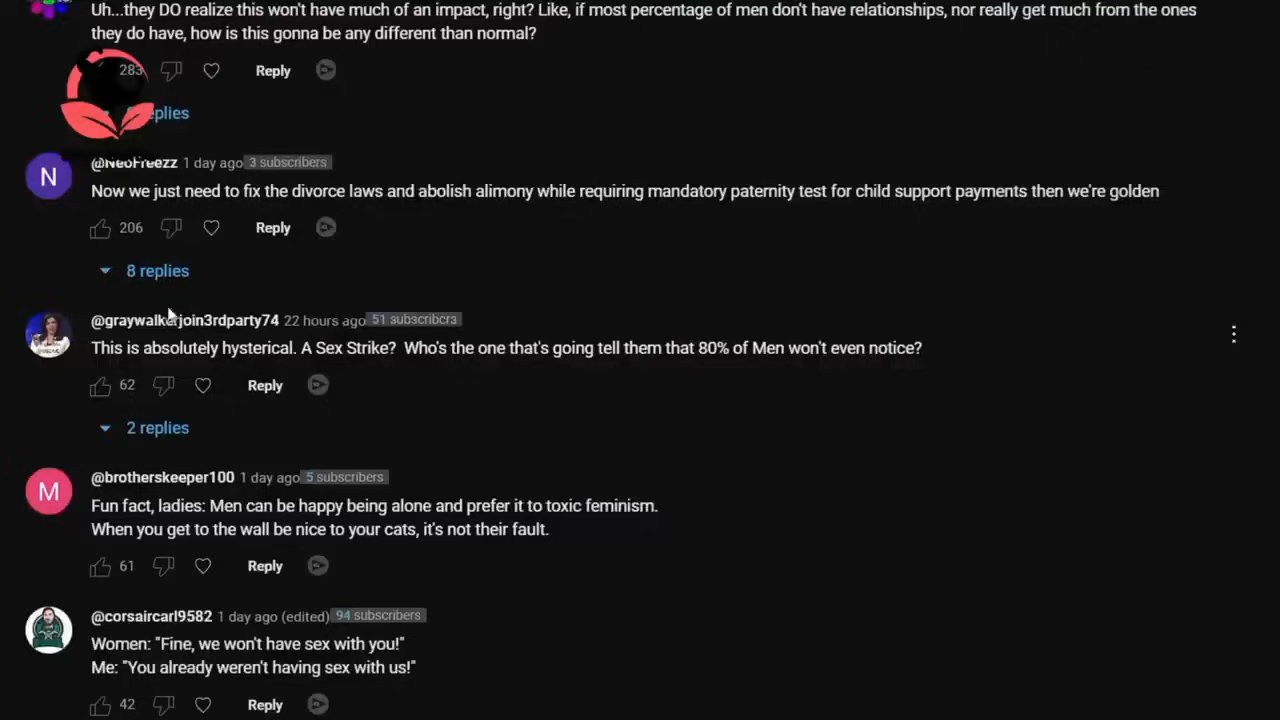 Uh...they DO realize this won't have much of an impact, right? Like, if most percentage of men don't have relationships, nor really get much from the ones
they do have, how is this gonna be any different than normal?
283 Reply
replies
N @NeoFreezz 1 day ago 3 subscribers
Now we just need to fix the divorce laws and abolish alimony while requiring mandatory paternity test for child support payments then we're golden
206 Reply
8 replies
@graywalkerjoin3rdparty74 22 hours ago 51 subscribers
This is absolutely hysterical. A Sex Strike? Who's the one that's going tell them that 80% of Men won't even notice?
62 Reply
2 replies
M @brotherskeeper100 1 day ago 5 subscribers
Fun fact, ladies: Men can be happy being alone and prefer it to toxic feminism.
When you get to the wall be nice to your cats, it's not their fault.
61 Reply
@corsaircarl9582 1 day ago (edited) 94 subscribers
Women: "Fine, we won't have sex with you!"
Me: "You already weren't having sex with us!"
42 Reply